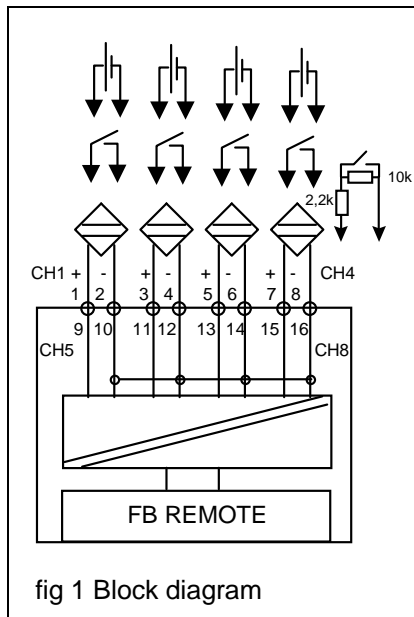 10k
2,2k
CH1 + - + - + - + - CH4
1 2 3 4 5 6 7 8
9 10 11 12 13 14 15 16
CH5 CH8
FB REMOTE
fig 1 Block diagram